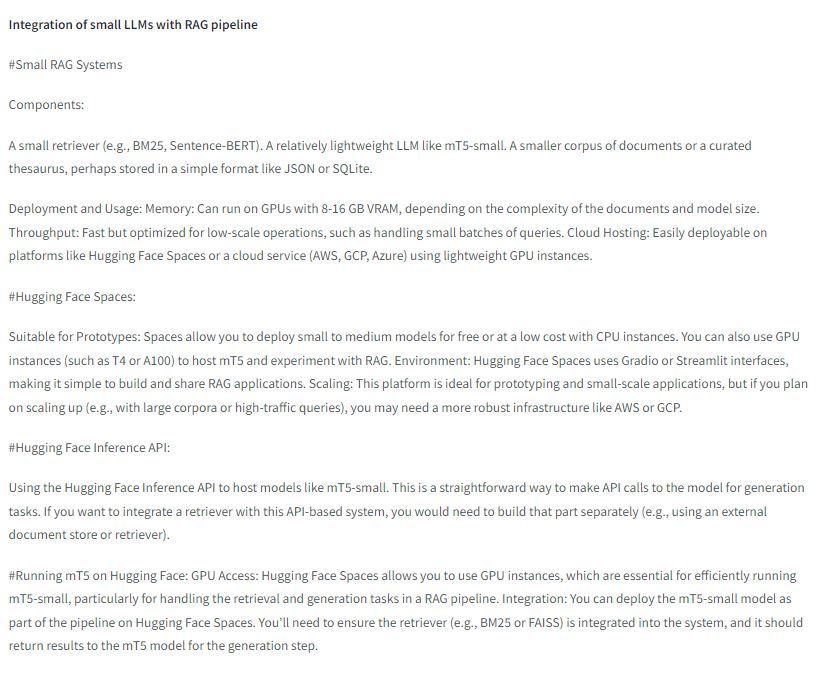 Integration of small LLMs with RAG pipeline
#Small RAG Systems
Components:
A small retriever (e.g., BM25, Sentence-BERT). A relatively lightweight LLM like mT5-small. A smaller corpus of documents or a curated
thesaurus, perhaps stored in a simple format like JSON or SQLite.
Deployment and Usage: Memory: Can run on GPUs with 8-16 GB VRAM, depending on the complexity of the documents and model size.
Throughput: Fast but optimized for low-scale operations, such as handling small batches of queries. Cloud Hosting: Easily deployable on
platforms like Hugging Face Spaces or a cloud service (AWS, GCP, Azure) using lightweight GPU instances.
#Hugging Face Spaces:
Suitable for Prototypes: Spaces allow you to deploy small to medium models for free or at a low cost with CPU instances. You can also use GPU
instances (such as T4 or A100) to host mT5 and experiment with RAG. Environment: Hugging Face Spaces uses Gradio or Streamlit interfaces,
making it simple to build and share RAG applications. Scaling: This platform is ideal for prototyping and small-scale applications, but if you plan
on scaling up (e.g., with large corpora or high-traffic queries), you may need a more robust infrastructure like AWS or GCP.
#Hugging Face Inference API:
Using the Hugging Face Inference API to host models like mT5-small. This is a straightforward way to make API calls to the model for generation
tasks. If you want to integrate a retriever with this API-based system, you would need to build that part separately (e.g., using an external
document store or retriever).
#Running mT5 on Hugging Face: GPU Access: Hugging Face Spaces allows you to use GPU instances, which are essential for efficiently running
mT5-small, particularly for handling the retrieval and generation tasks in a RAG pipeline. Integration: You can deploy the mT5-small model as
part of the pipeline on Hugging Face Spaces. You'll need to ensure the retriever (e.g., BM25 or FAISS) is integrated into the system, and it should
return results to the mT5 model for the generation step.